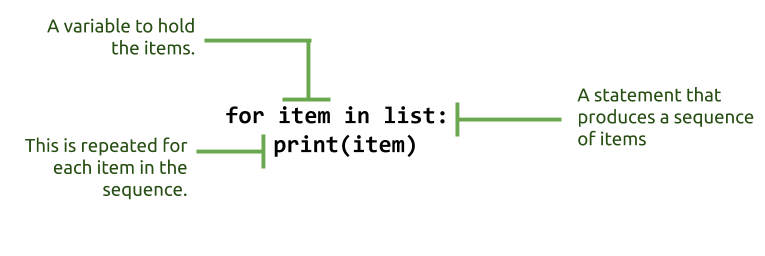 A variable to hold
the items.
for item in list:
print(item)
A statement that
produces a sequence
of items
This is repeated for
each item in the
sequence.